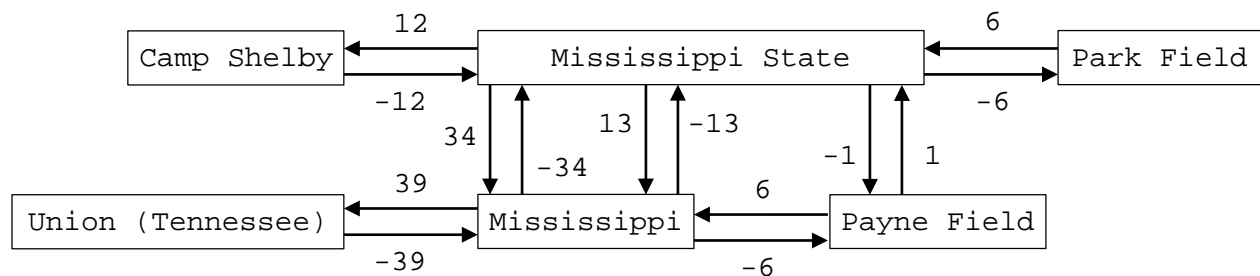 12
6
Camp Shelby
Mississippi State
Park Field
-12
-6
34
13
-13
-1
1
-34
39
6
Union (Tennessee)
Mississippi
Payne Field
-39
-6